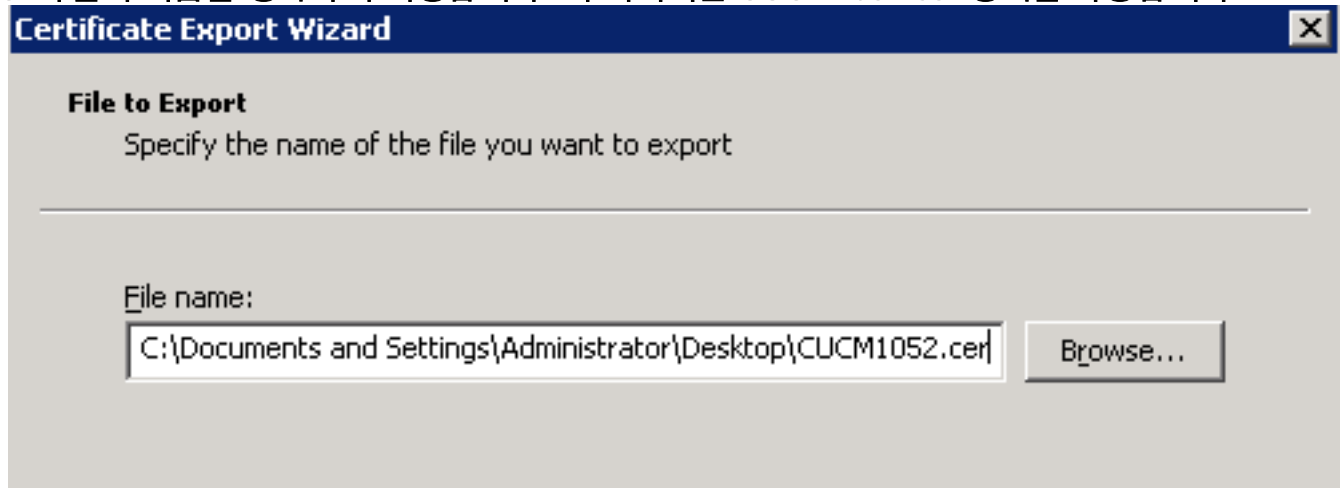 Certificate Export Wizard
File to Export
Specify the name of the file you want to export
File name:
C:\Documents and Settings\Administrator\Desktop\CUCM1052.cer
Browse...